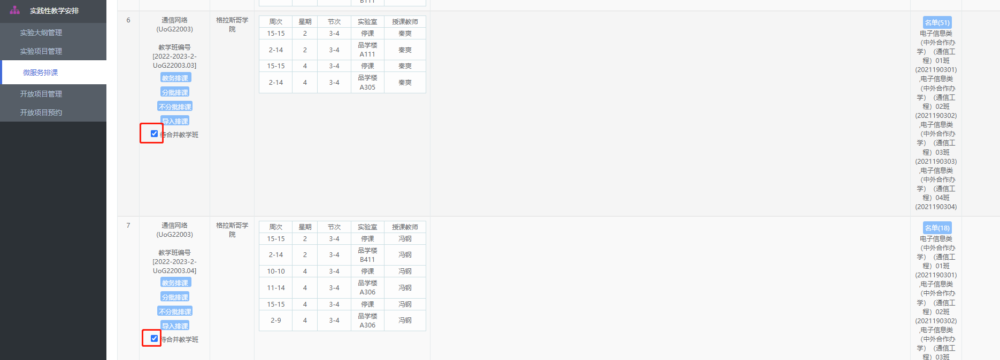 实践性教学安排
实验大纲管理
实验项目管理
微服务排课
开放项目管理
开放项目预约
B111
6
通信网络
(UoG22003)
教学班编号
[2022-2023-2-
UoG22003.03]
教务排课
分批排课
不分批排课
导入排课
待合并教学班
格拉斯哥学
院
周次 星期 节次 实验室 授课教师
15-15 2 3-4 停课 秦爽
2-14 2 3-4 品学楼 秦爽
A111
15-15 4 3-4 停课 秦爽
2-14 4 3-4 品学楼 秦爽
A305
名单(51)
电子信息类
（中外合作办
学）（通信工
程）01班
(2021190301)
,电子信息类
（中外合作办
学）（通信工
程）02班
(2021190302)
,电子信息类
（中外合作办
学）（通信工
程）03班
(2021190303)
,电子信息类
（中外合作办
学）（通信工
程）04班
(2021190304)
7
通信网络
(UoG22003)
教学班编号
[2022-2023-2-
UoG22003.04]
教务排课
分批排课
不分批排课
导入排课
待合并教学班
格拉斯哥学
院
周次 星期 节次 实验室 授课教师
15-15 2 3-4 停课 冯钢
2-14 2 3-4 品学楼 冯钢
B411
10-10 4 3-4 停课 冯钢
11-14 4 3-4 品学楼 冯钢
A306
15-15 4 3-4 停课 冯钢
2-9 4 3-4 品学楼 冯钢
A306
名单(18)
电子信息类
（中外合作办
学）（通信工
程）01班
(2021190301)
,电子信息类
（中外合作办
学）（通信工
程）02班
(2021190302)
,电子信息类
（中外合作办
学）（通信工
程）03班